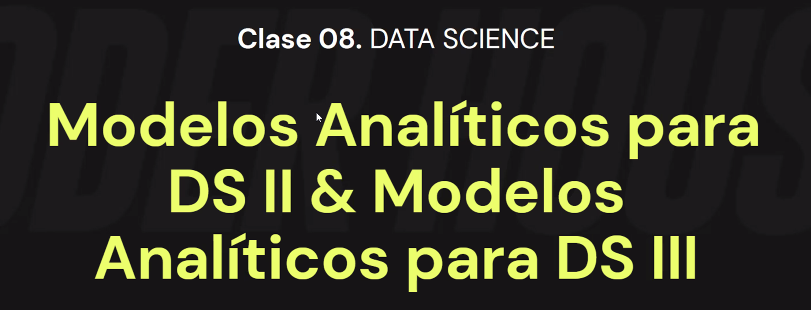 Clase 08. DATA SCIENCE
Modelos Analíticos para
DS II & Modelos
Analíticos para DS III